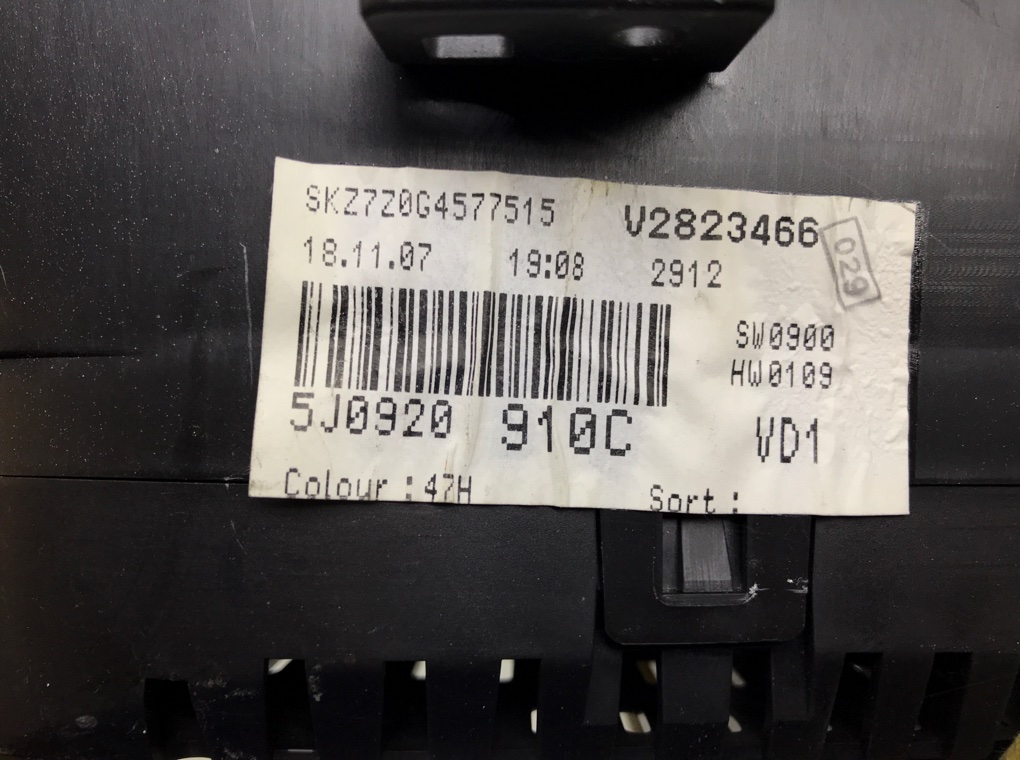 SKZ7Z0G4577515 V2823466
029
18.11.07 19:08 2912
SW0900
HW0109
5J0920 910C VD1
Colour : 47H Sort :